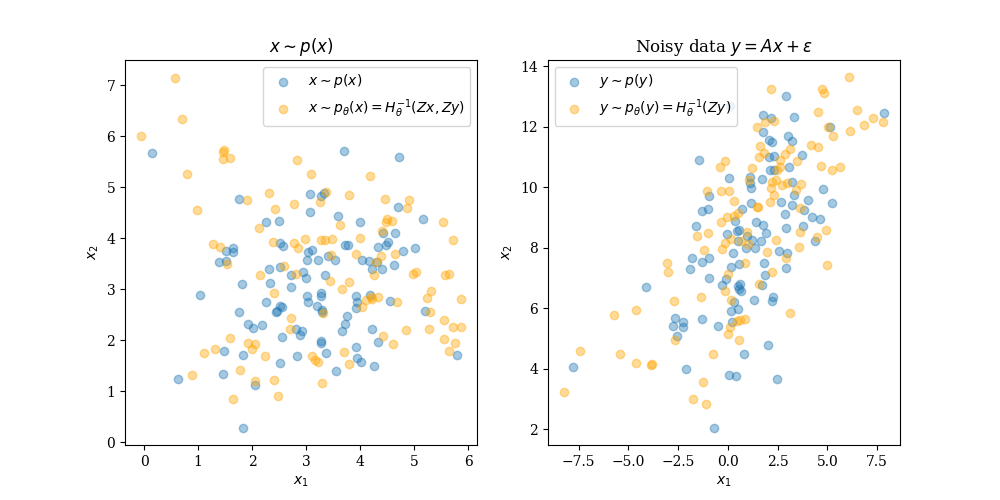 x ~ p(x)
x ~ p(x)
x ~ p_θ(x) = H_θ^{-1}(Zx, Zy)
7
6
5
4
3
2
1
0
x_2
0 1 2 3 4 5 6
x_1
Noisy data y = Ax + ε
y ~ p(y)
y ~ p_θ(y) = H_θ^{-1}(Zy)
14
12
10
8
6
4
2
x_2
−7.5 −5.0 −2.5 0.0 2.5 5.0 7.5
x_1